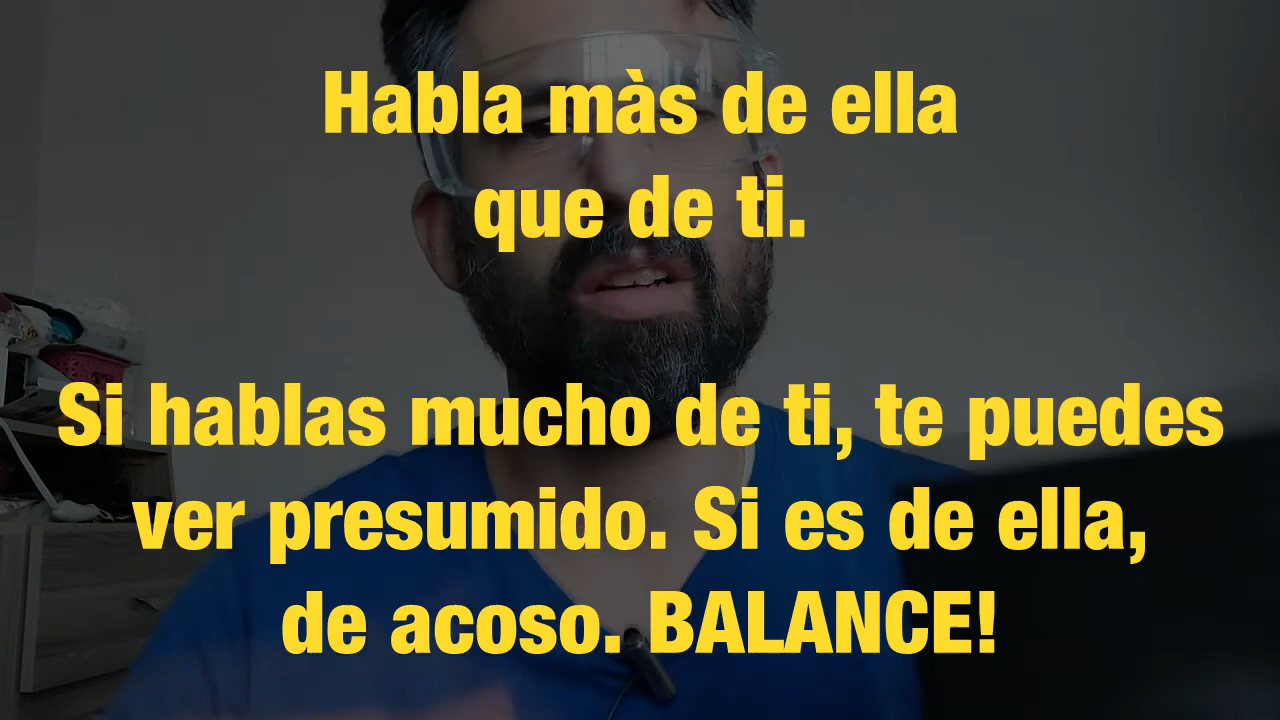 Habla màs de ella
que de ti.
Si hablas mucho de ti, te puedes
ver presumido. Si es de ella,
de acoso. BALANCE!